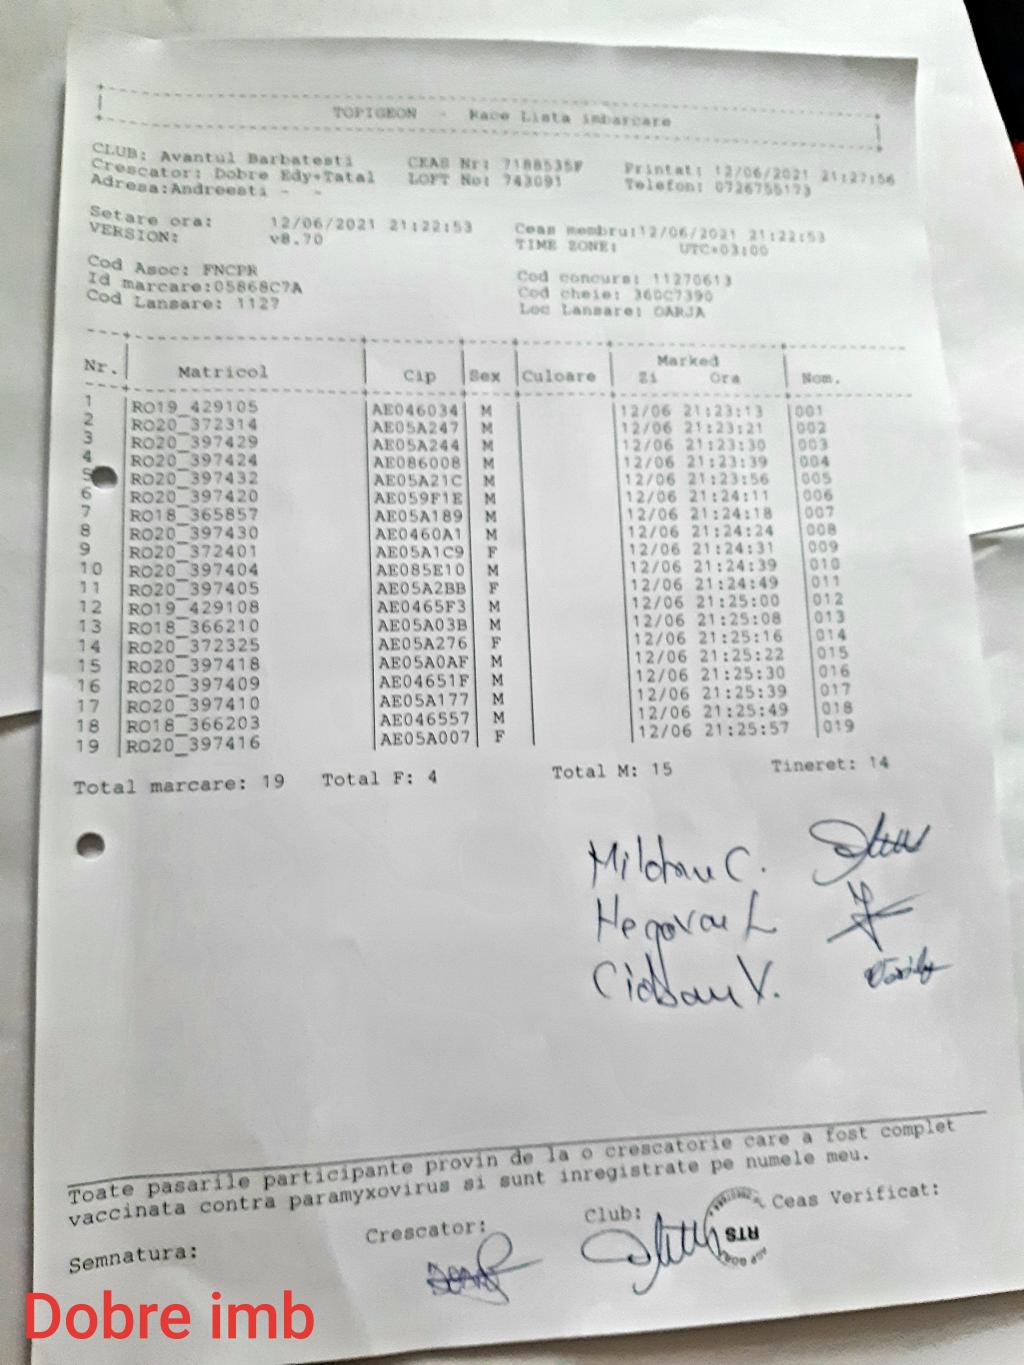 TOPIGEON - Race Lista imbarcare
CLUB: Avantul Barbatesti CEAS Nr: 7188535F Printat: 12/06/2021 21:27:56
Crescator: Dobre Edy+Tatal LOFT No: 743091 Telefon: 0726755173
Adresa:Andreesti - -
Setare ora: 12/06/2021 21:22:53 Ceas membru:12/06/2021 21:22:53
VERSION: v8.70 TIME ZONE: UTC+03:00
Cod Asoc: FNCPR Cod concurs: 11270613
Id marcare:05868C7A Cod cheie: 360C7390
Cod Lansare: 1127 Loc Lansare: OARJA
Marked
Nr. Matricol Cip Sex Culoare Zi Ora Nom.
1 RO19_429105 AE046034 M 12/06 21:23:13 001
2 RO20_372314 AE05A247 M 12/06 21:23:21 002
3 RO20_397429 AE05A244 M 12/06 21:23:30 003
4 RO20_397424 AE086008 M 12/06 21:23:39 004
5 RO20_397432 AE05A21C M 12/06 21:23:56 005
6 RO20_397420 AE059F1E M 12/06 21:24:11 006
7 RO18_365857 AE05A189 M 12/06 21:24:18 007
8 RO20_397430 AE0460A1 M 12/06 21:24:24 008
9 RO20_372401 AE05A1C9 F 12/06 21:24:31 009
10 RO20_397404 AE085E10 M 12/06 21:24:39 010
11 RO20_397405 AE05A2BB F 12/06 21:24:49 011
12 RO19_429108 AE0465F3 M 12/06 21:25:00 012
13 RO18_366210 AE05A03B M 12/06 21:25:08 013
14 RO20_372325 AE05A276 F 12/06 21:25:16 014
15 RO20_397418 AE05A0AF M 12/06 21:25:22 015
16 RO20_397409 AE04651F M 12/06 21:25:30 016
17 RO20_397410 AE05A177 M 12/06 21:25:39 017
18 RO18_366203 AE046557 M 12/06 21:25:49 018
19 RO20_397416 AE05A007 F 12/06 21:25:57 019
Total marcare: 19 Total F: 4 Total M: 15 Tineret: 14
C.
L
Ciobanu V.
Toate pasarile participante provin de la o crescatorie care a fost complet
vaccinata contra paramyxovirus si sunt inregistrate pe numele meu.
Semnatura: Crescator: Club: Ceas Verificat:
RTS
Dobre imb